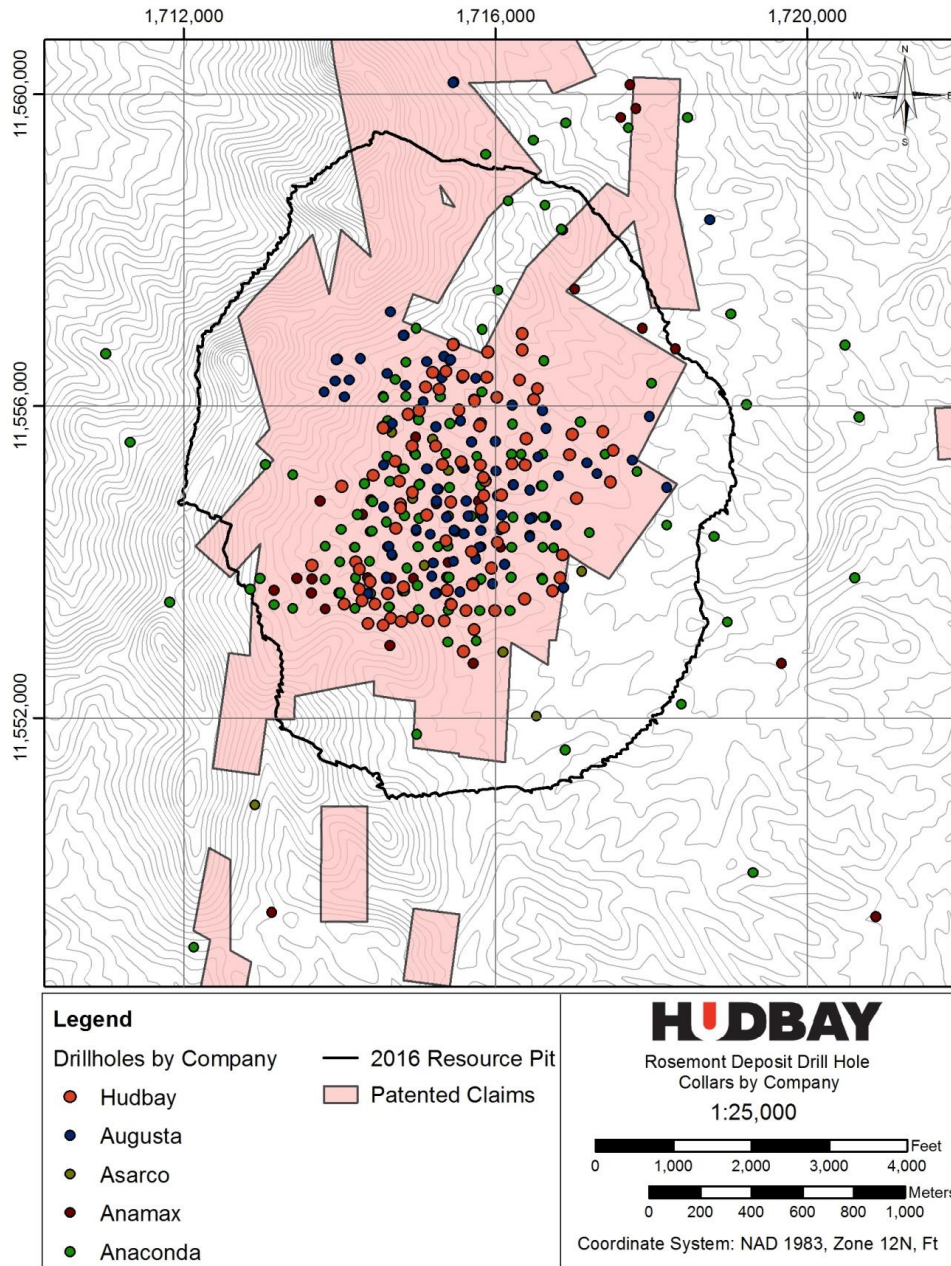 1,712,000 1,716,000 1,720,000
11,560,000
11,556,000
11,552,000
N
W E
S
Legend
Drillholes by Company
Hudbay
Augusta
Asarco
Anamax
Anaconda
2016 Resource Pit
Patented Claims
HUDBAY
Rosemont Deposit Drill Hole
Collars by Company
1:25,000
Feet
0 1,000 2,000 3,000 4,000
Meters
0 200 400 600 800 1,000
Coordinate System: NAD 1983, Zone 12N, Ft